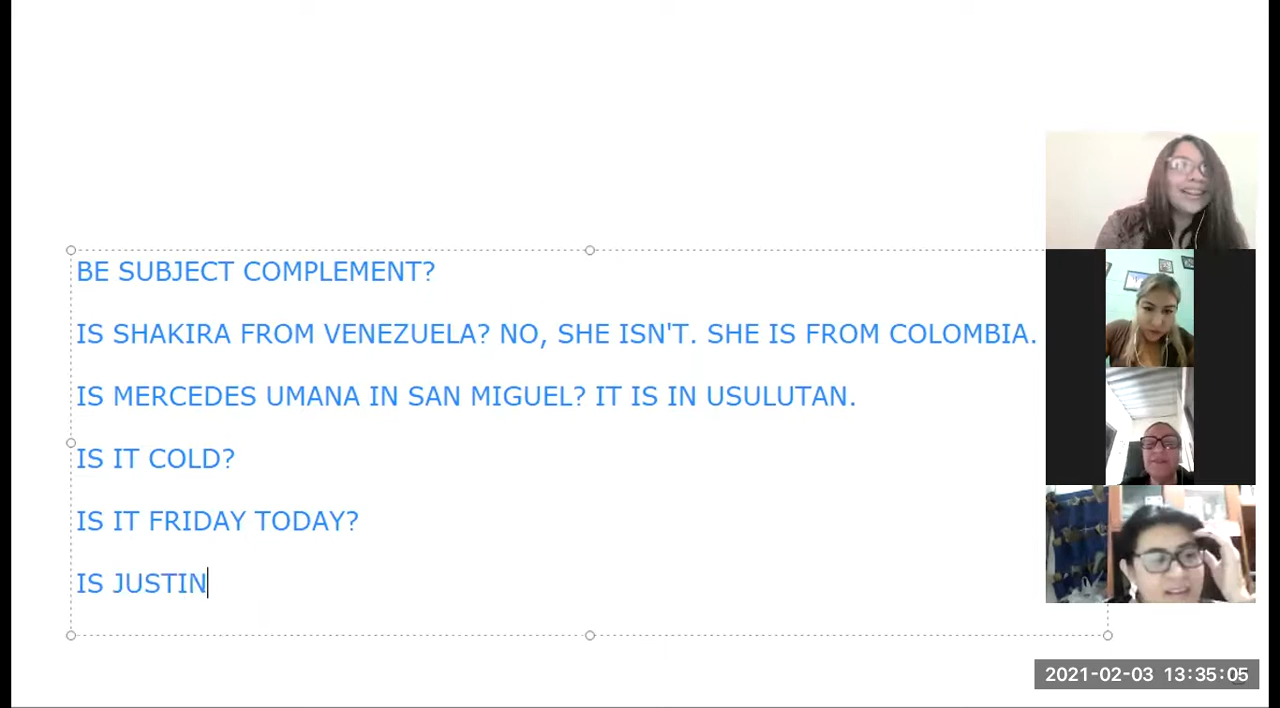 BE SUBJECT COMPLEMENT?
IS SHAKIRA FROM VENEZUELA? NO, SHE ISN'T. SHE IS FROM COLOMBIA.
IS MERCEDES UMANA IN SAN MIGUEL? IT IS IN USULUTAN.
IS IT COLD?
IS IT FRIDAY TODAY?
IS JUSTIN
2021-02-03 13:35:05